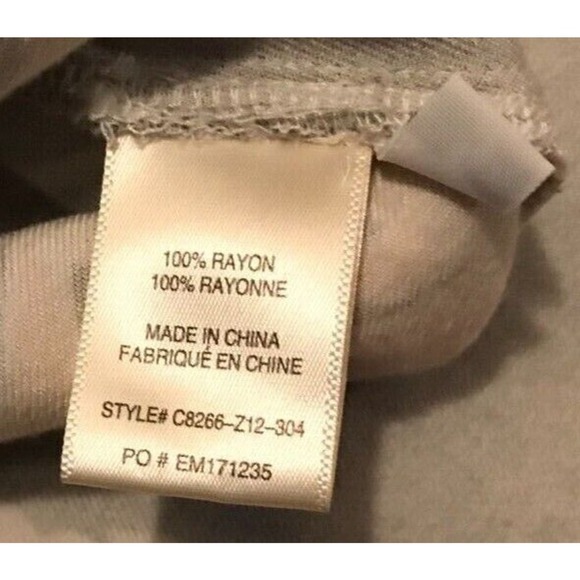 100% RAYON
100% RAYONNE
MADE IN CHINA
FABRIQUÉ EN CHINE
STYLE# C8266-Z12-304
PO # EM171235